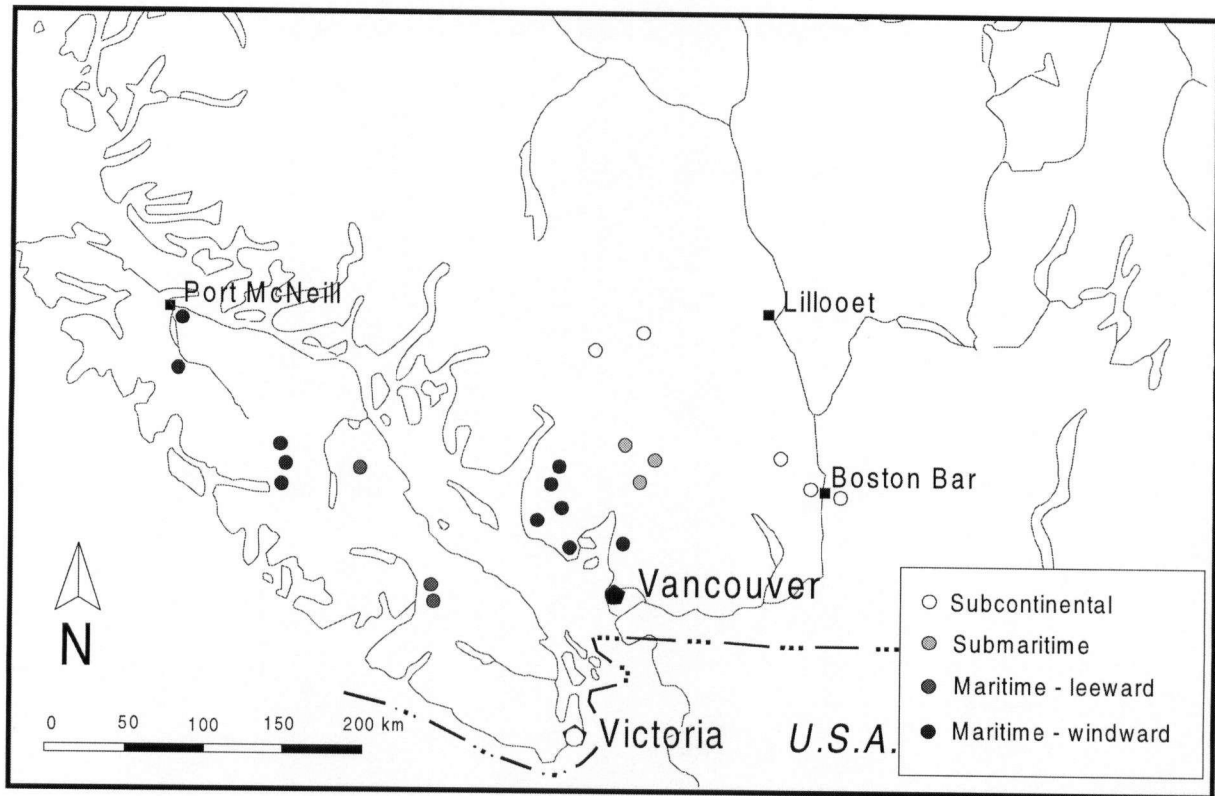 Port McNeill
Lillooet
Boston Bar
Vancouver
N
0 50 100 150 200 km
Victoria
U.S.A.
Subcontinental
Submaritime
Maritime - leeward
Maritime - windward